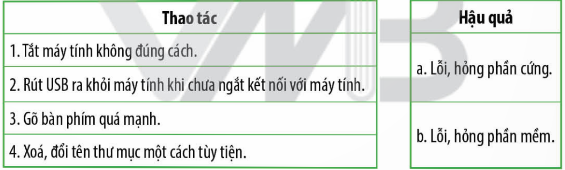 Thao tác
1. Tắt máy tính không đúng cách.
2. Rút USB ra khỏi máy tính khi chưa ngắt kết nối với máy tính.
3. Gõ bàn phím quá mạnh.
4. Xoá, đổi tên thư mục một cách tùy tiện.
Hậu quả
a. Lỗi, hỏng phần cứng.
b. Lỗi, hỏng phần mềm.